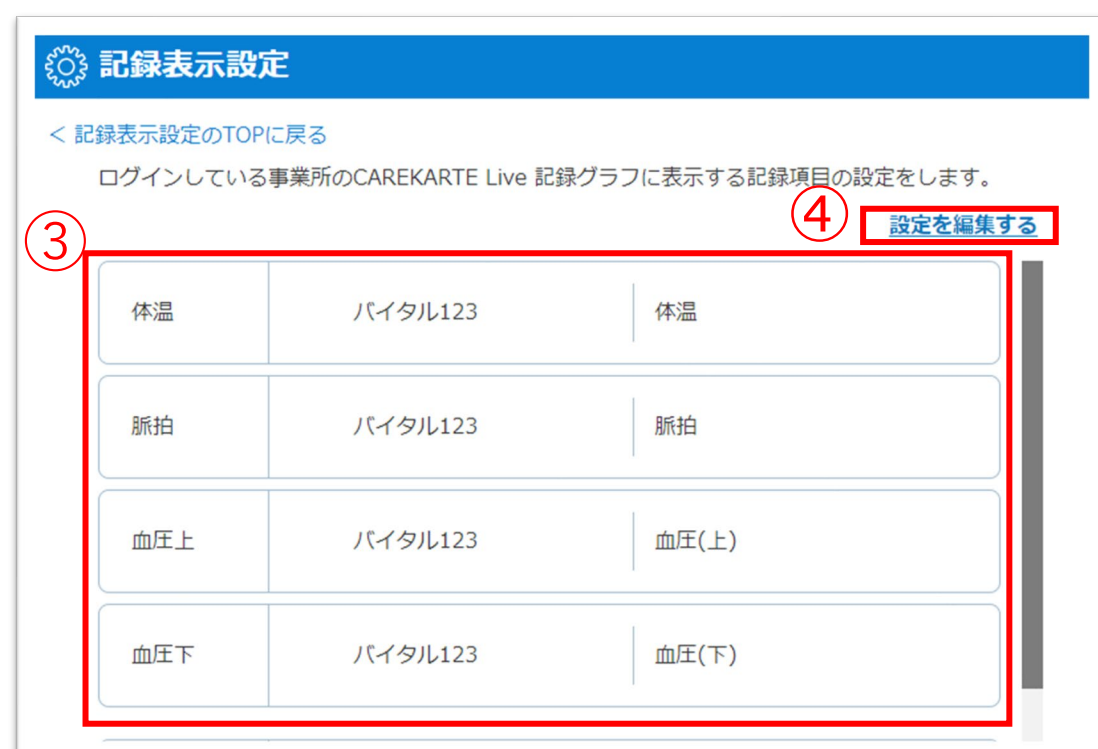 記録表示設定
< 記録表示設定のTOPに戻る
ログインしている事業所のCAREKARTE Live 記録グラフに表示する記録項目の設定をします。
④ 設定を編集する
③
体温 バイタル123 体温
脈拍 バイタル123 脈拍
血圧上 バイタル123 血圧(上)
血圧下 バイタル123 血圧(下)